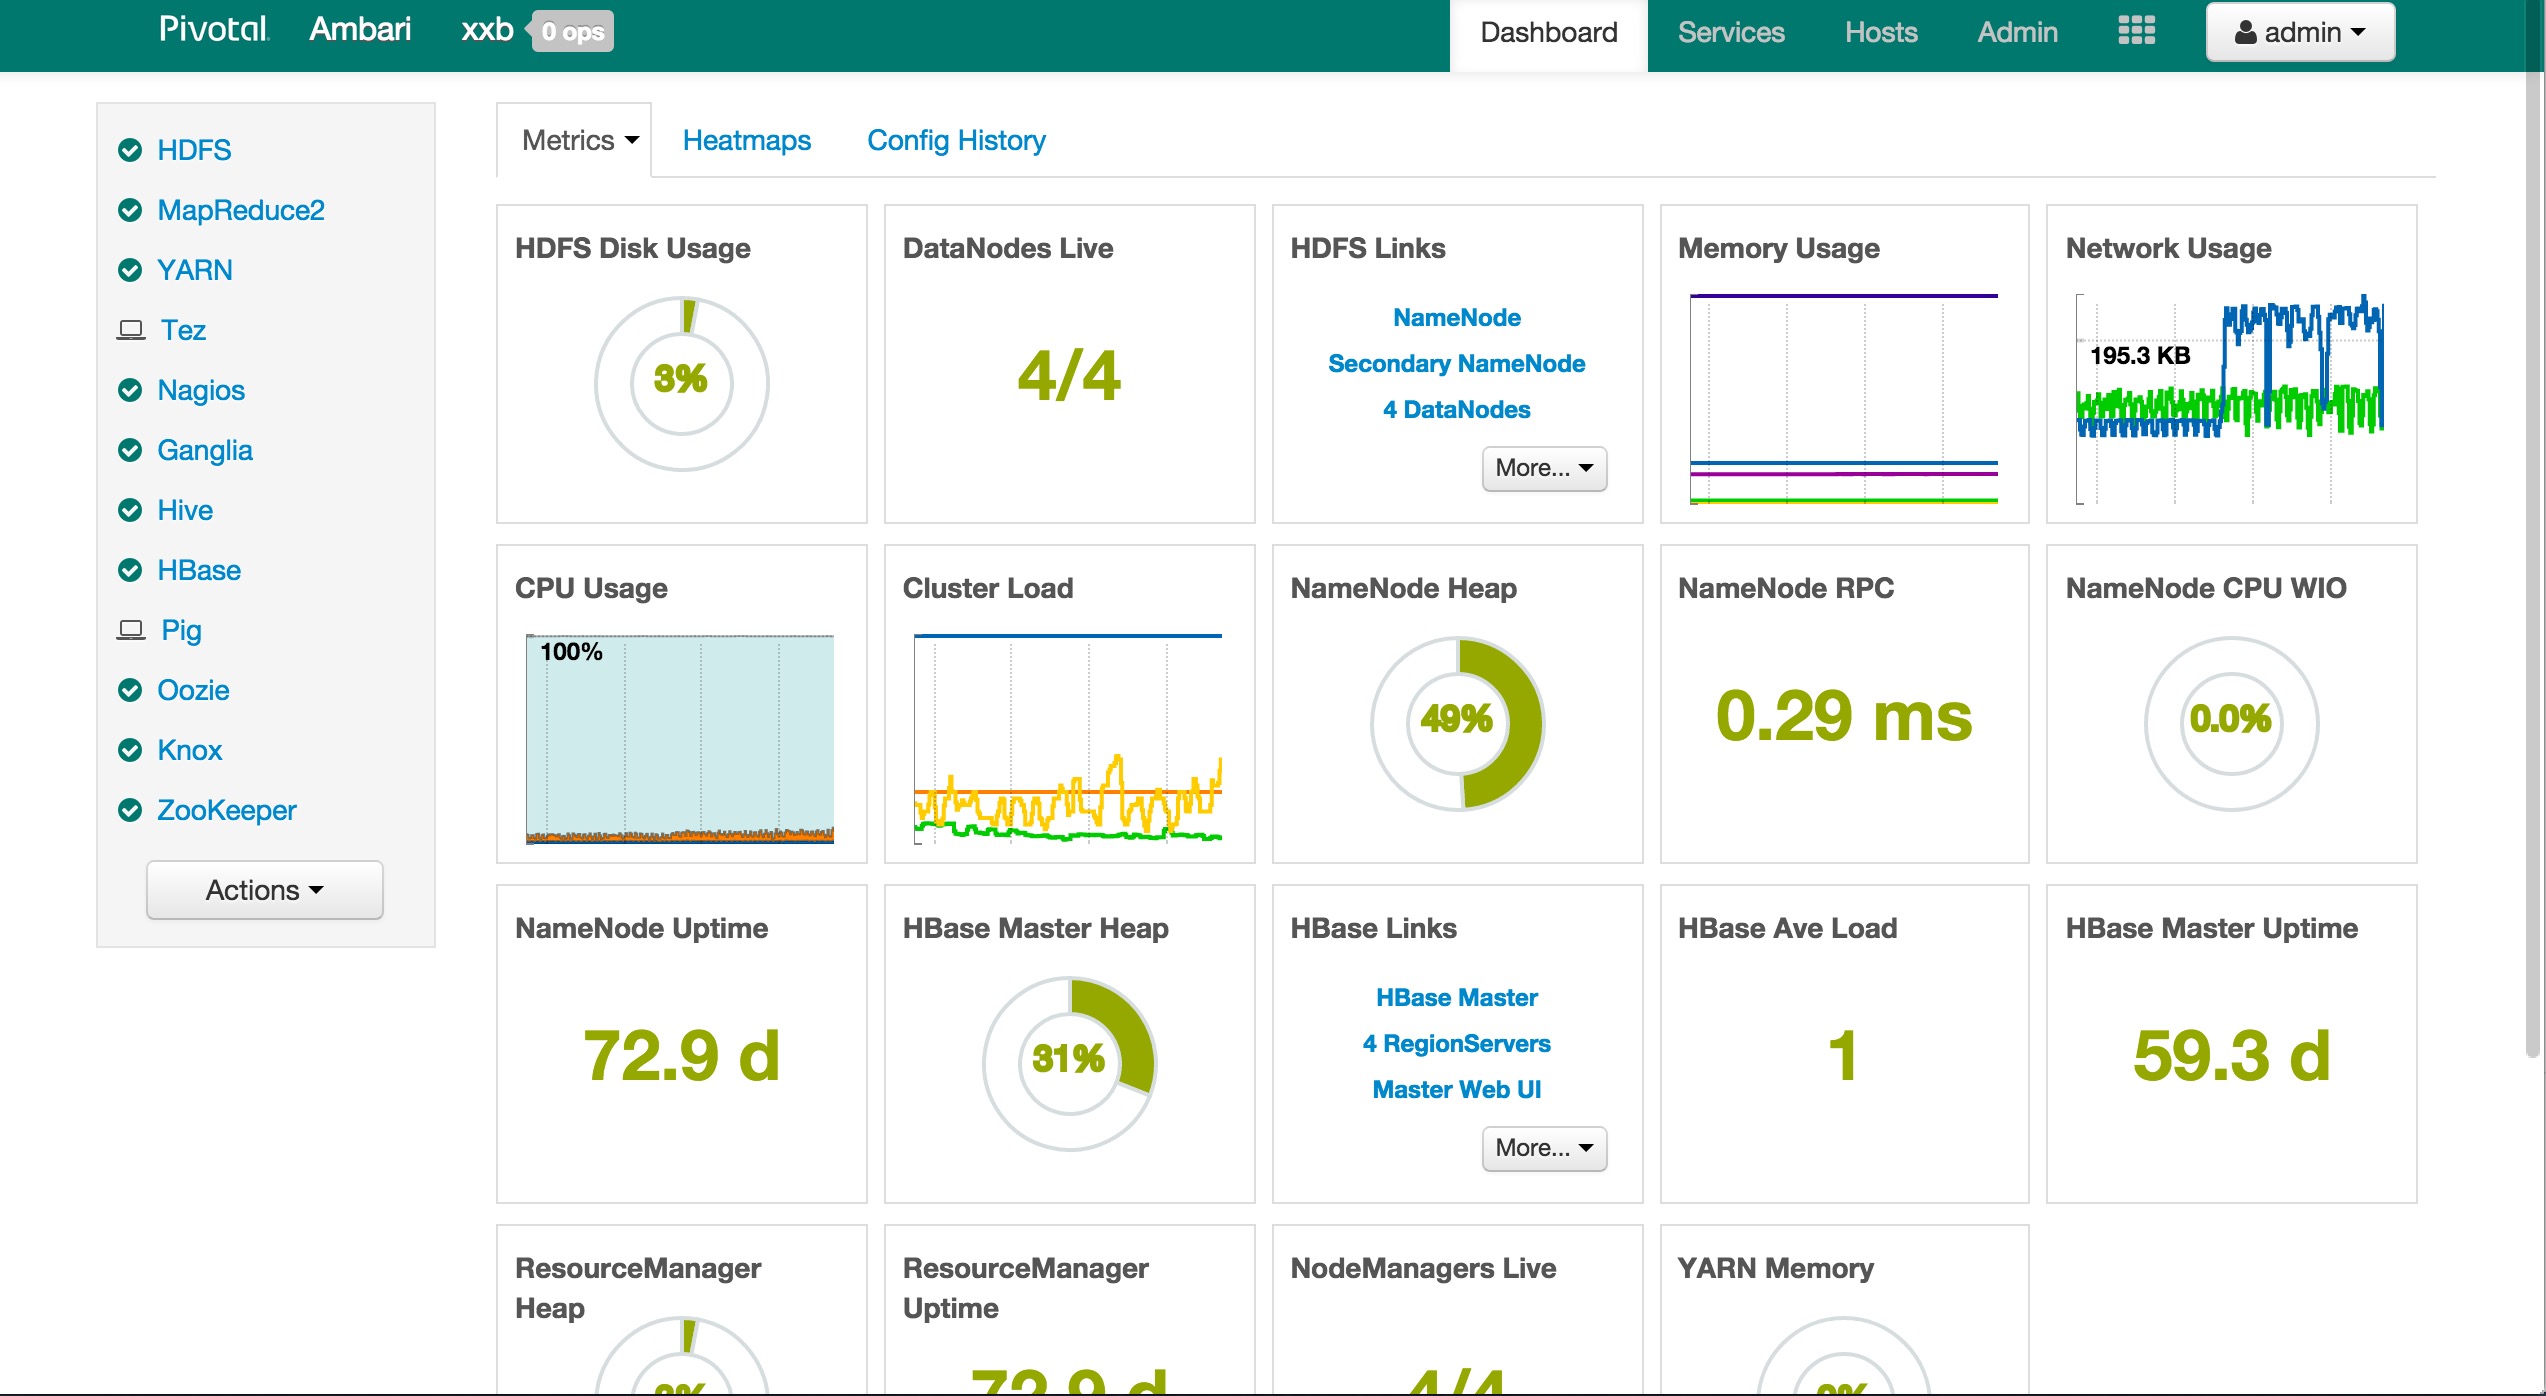 Pivotal Ambari xxb 0 ops Dashboard Services Hosts Admin admin
HDFS
MapReduce2
YARN
Tez
Nagios
Ganglia
Hive
HBase
Pig
Oozie
Knox
ZooKeeper
Actions
Metrics Heatmaps Config History
HDFS Disk Usage
3%
DataNodes Live
4/4
HDFS Links
NameNode
Secondary NameNode
4 DataNodes
More...
Memory Usage
Network Usage
195.3 KB
CPU Usage
100%
Cluster Load
NameNode Heap
49%
NameNode RPC
0.29 ms
NameNode CPU WIO
0.0%
NameNode Uptime
72.9 d
HBase Master Heap
31%
HBase Links
HBase Master
4 RegionServers
Master Web UI
More...
HBase Ave Load
1
HBase Master Uptime
59.3 d
ResourceManager
Heap
ResourceManager
Uptime
72.9 d
NodeManagers Live
4/4
YARN Memory